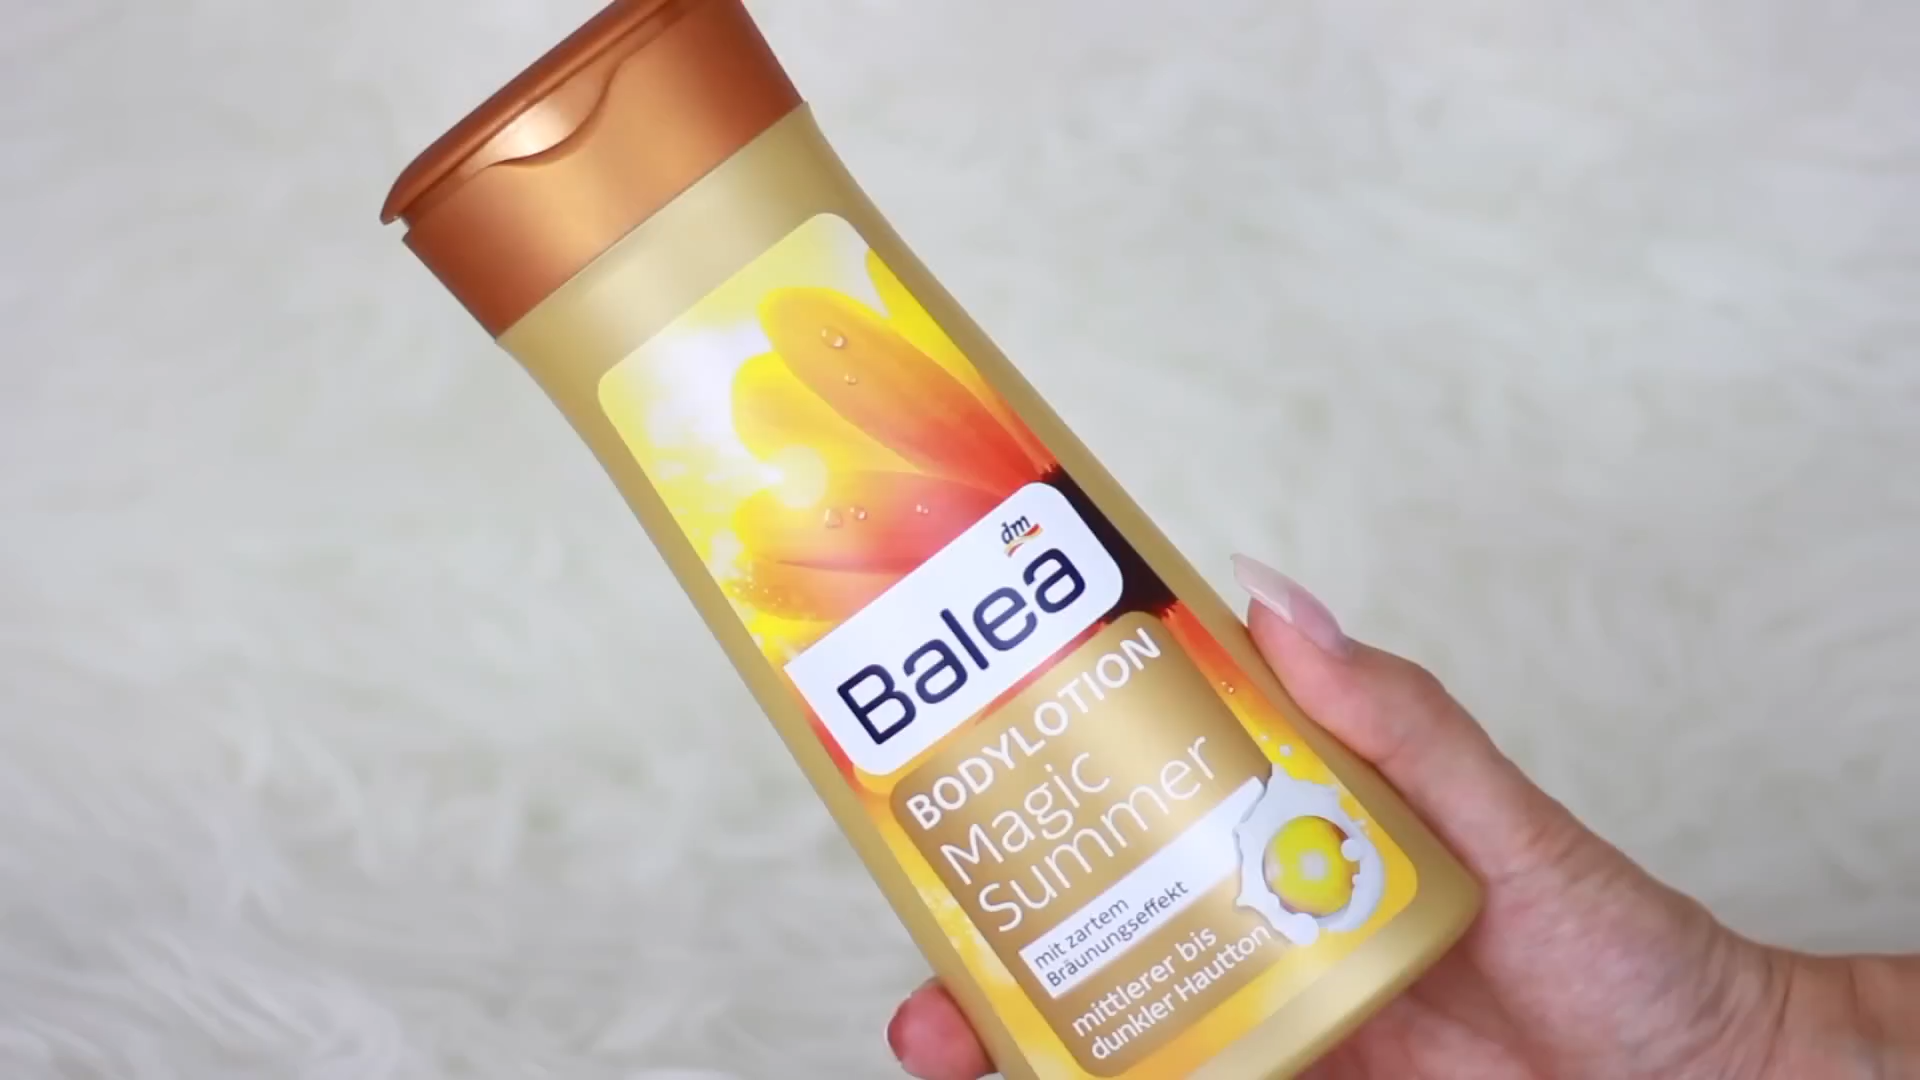 dm
Balea
BODYLOTION
Magic
Summer
mit zartem
Bräunungseffekt
mittlerer bis
dunkler Hautton